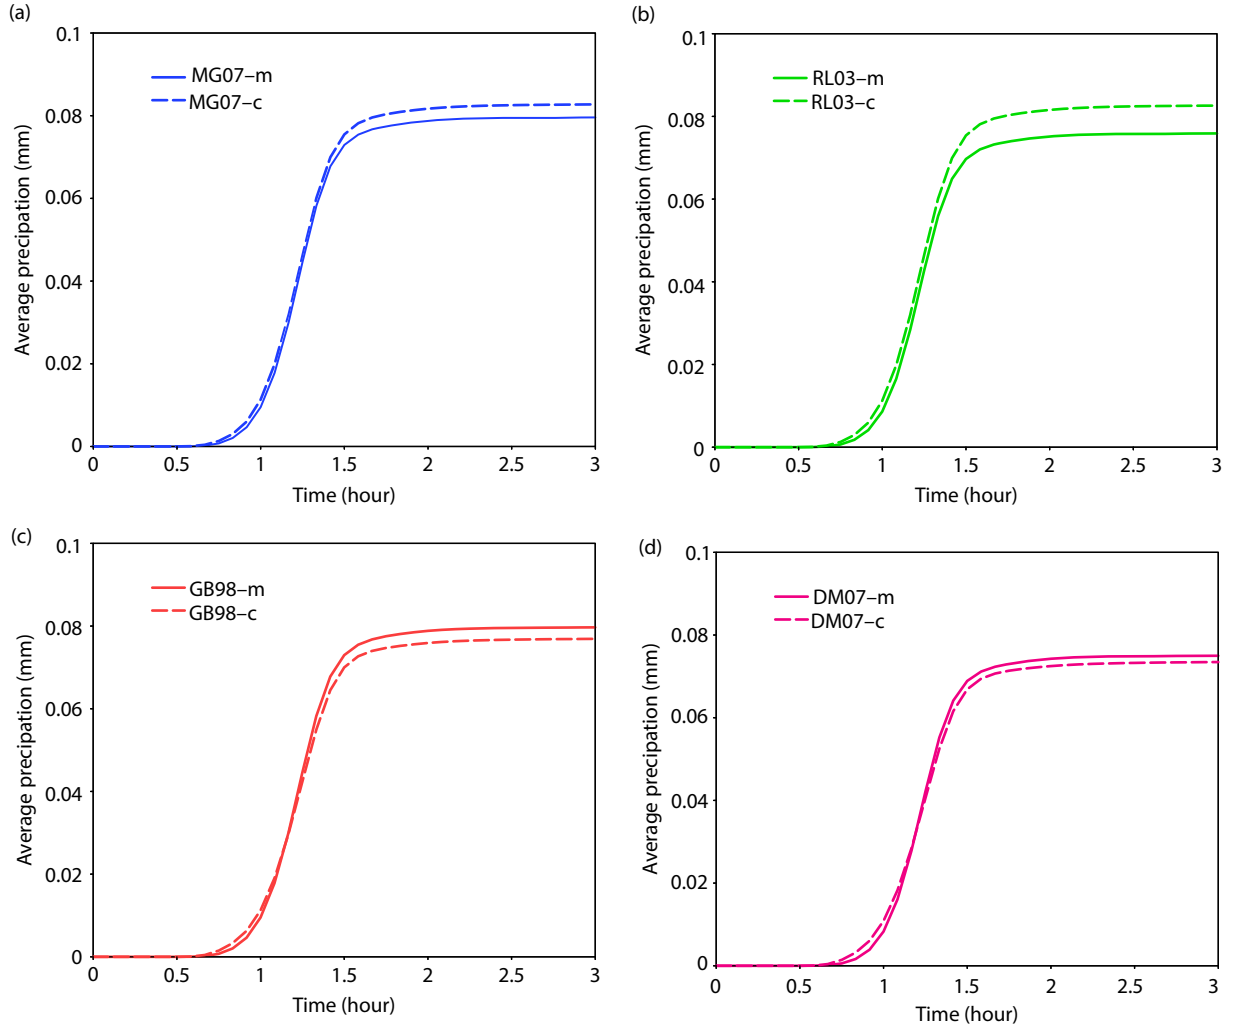 (a)
0.1
0.08
0.06
0.04
0.02
0
Average precipation (mm)
MG07–m
MG07–c
0 0.5 1 1.5 2 2.5 3
Time (hour)
(b)
0.1
0.08
0.06
0.04
0.02
0
Average precipition (mm)
RL03–m
RL03–c
0 0.5 1 1.5 2 2.5 3
Time (hour)
(c)
0.1
0.08
0.06
0.04
0.02
0
Average precipition (mm)
GB98–m
GB98–c
0 0.5 1 1.5 2 2.5 3
Time (hour)
(d)
0.1
0.08
0.06
0.04
0.02
0
Average precipition (mm)
DM07–m
DM07–c
0 0.5 1 1.5 2 2.5 3
Time (hour)